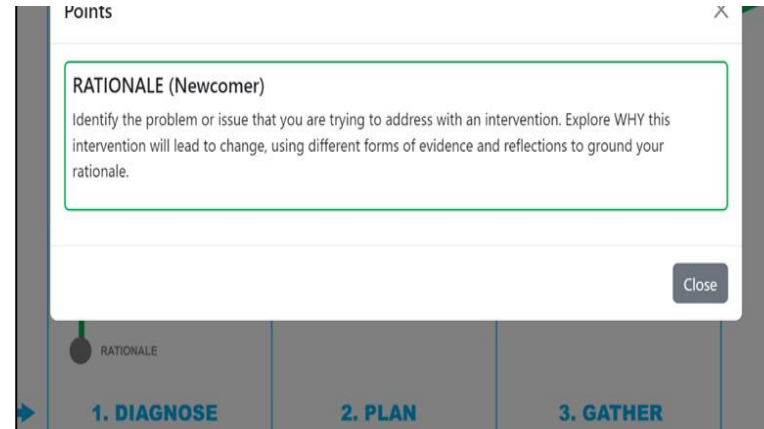 Points X
RATIONALE (Newcomer)
Identify the problem or issue that you are trying to address with an intervention. Explore WHY this
intervention will lead to change, using different forms of evidence and reflections to ground your
rationale.
Close
RATIONALE
1. DIAGNOSE 2. PLAN 3. GATHER